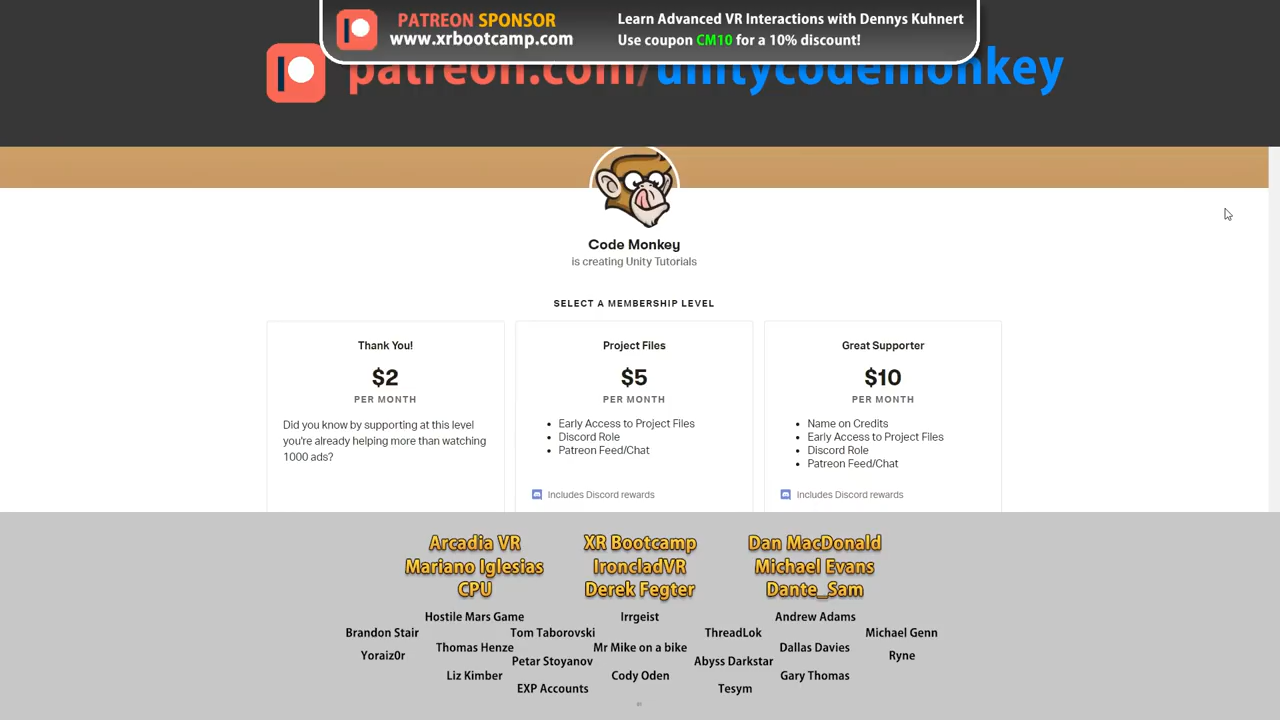 PATREON SPONSOR
www.xrbootcamp.com
Learn Advanced VR Interactions with Dennys Kuhnert
Use coupon CM10 for a 10% discount!
patreon.com/unitycodemonkey
Code Monkey
is creating Unity Tutorials
SELECT A MEMBERSHIP LEVEL
Thank You!
$2
PER MONTH
Did you know by supporting at this level
you're already helping more than watching
1000 ads?
Project Files
$5
PER MONTH
• Early Access to Project Files
• Discord Role
• Patreon Feed/Chat
Includes Discord rewards
Great Supporter
$10
PER MONTH
• Name on Credits
• Early Access to Project Files
• Discord Role
• Patreon Feed/Chat
Includes Discord rewards
Arcadia VR
Mariano Iglesias
CPU
XR Bootcamp
IroncladVR
Derek Fegter
Dan MacDonald
Michael Evans
Dante_Sam
Hostile Mars Game
Irrgeist
Andrew Adams
Brandon Stair
Tom Taborovski
ThreadLok
Michael Genn
Thomas Henze
Mr Mike on a bike
Dallas Davies
Yoraiz0r
Petar Stoyanov
Abyss Darkstar
Ryne
Liz Kimber
Cody Oden
Gary Thomas
EXP Accounts
Tesym